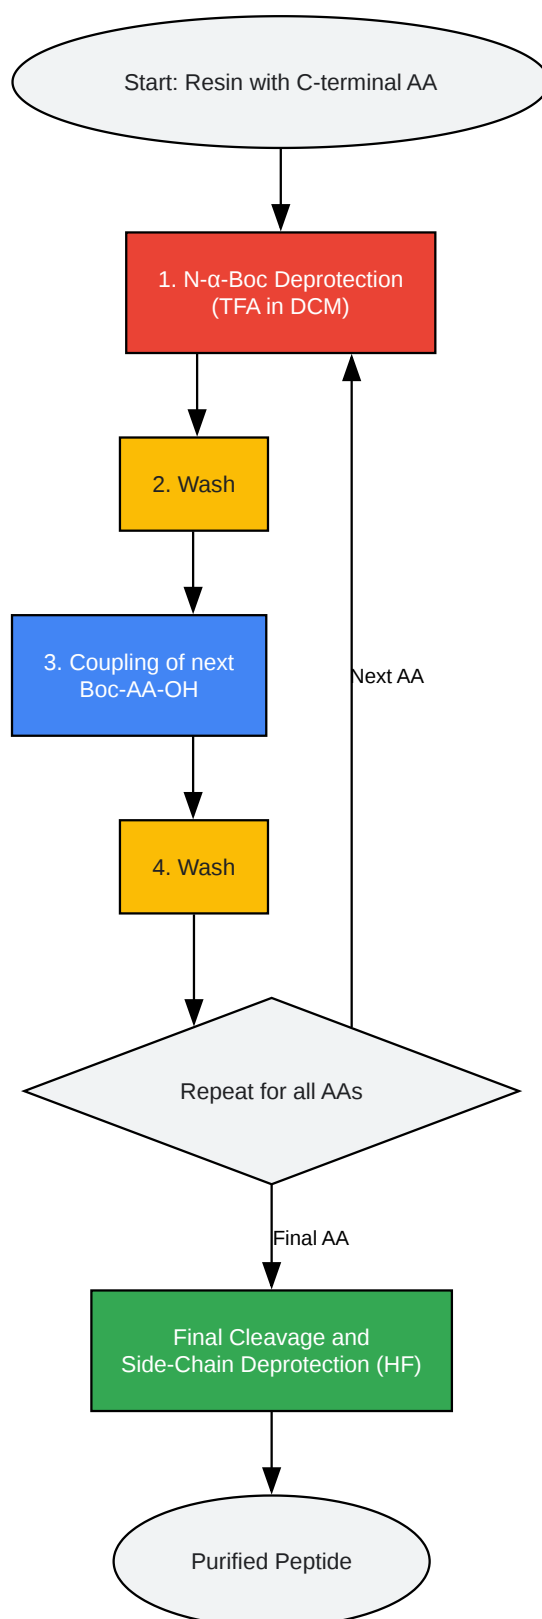 Start: Resin with C-terminal AA
1. N-α-Boc Deprotection
(TFA in DCM)
2. Wash
3. Coupling of next
Boc-AA-OH
Next AA
4. Wash
Repeat for all AAs
Final AA
Final Cleavage and
Side-Chain Deprotection (HF)
Purified Peptide